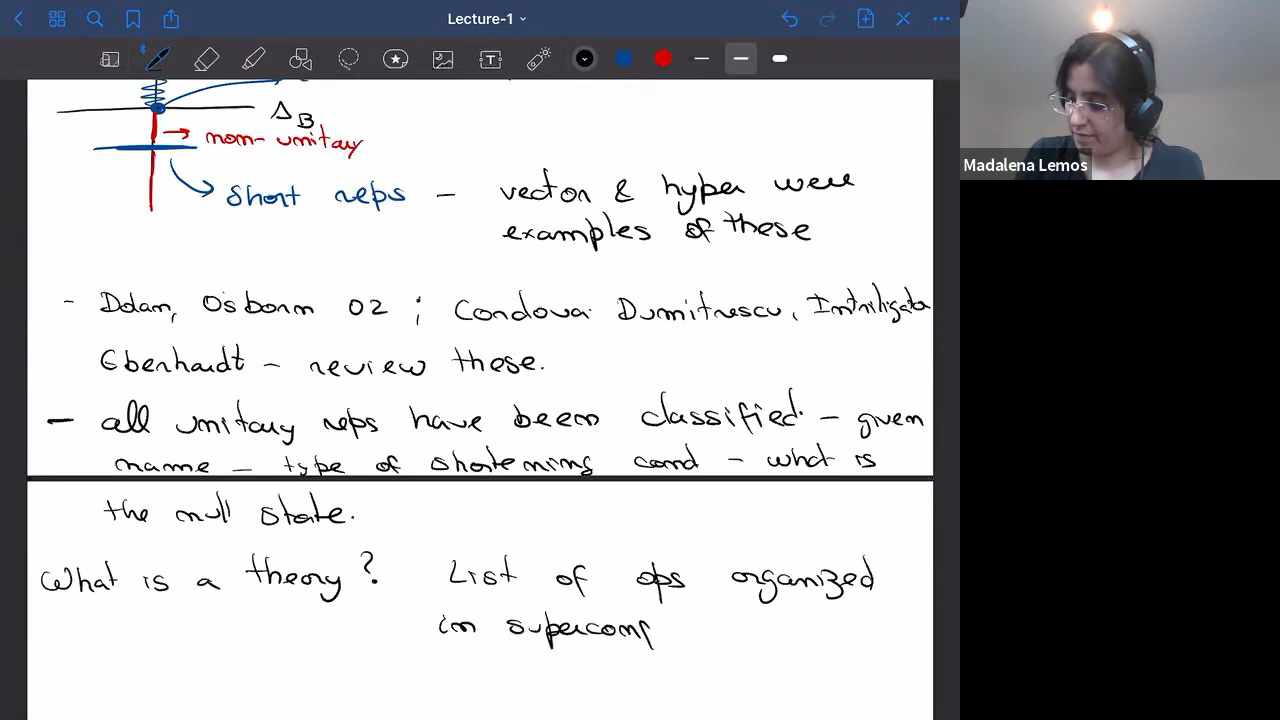 Lecture-1
Madalena Lemos
Δ_B
→ non-unitary
short reps - vector & hyper were
examples of these
- Dolan, Osborn 02 ; Cordova Dumitrescu, Intriligato
Eberhardt - review these.
- all unitary reps have been classified - given
name - type of shortening cond - what is
the null state.
What is a theory? List of ops organized
in supercomp